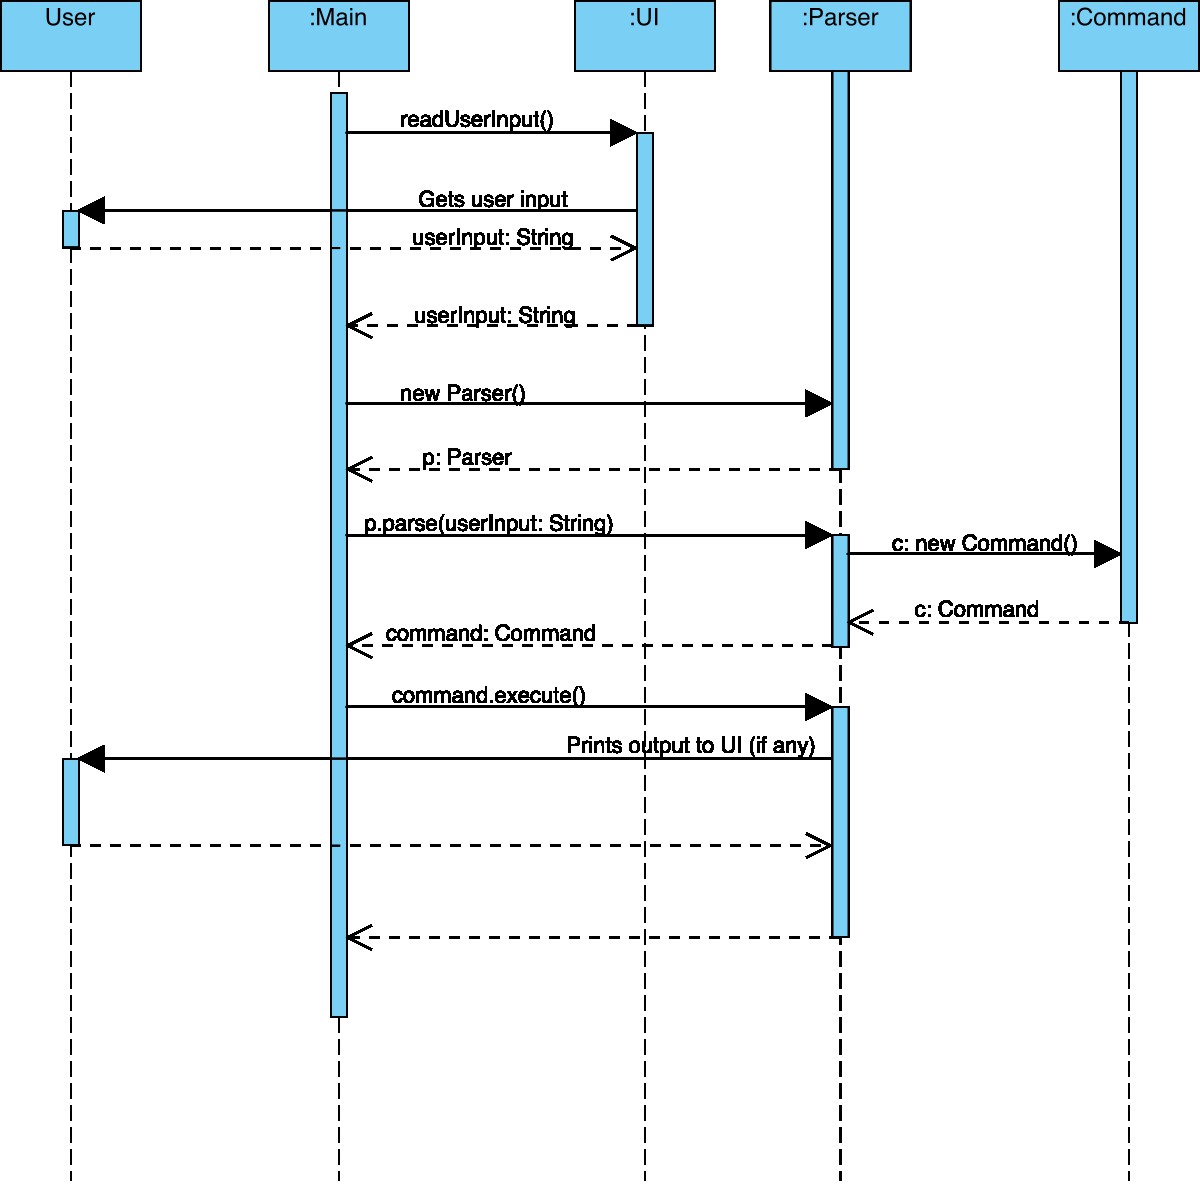 User
:Main
:UI
:Parser
:Command
readUserInput()
Gets user input
userInput: String
userInput: String
new Parser()
p: Parser
p.parse(userInput: String)
c: new Command()
c: Command
command: Command
command.execute()
Prints output to UI (if any)